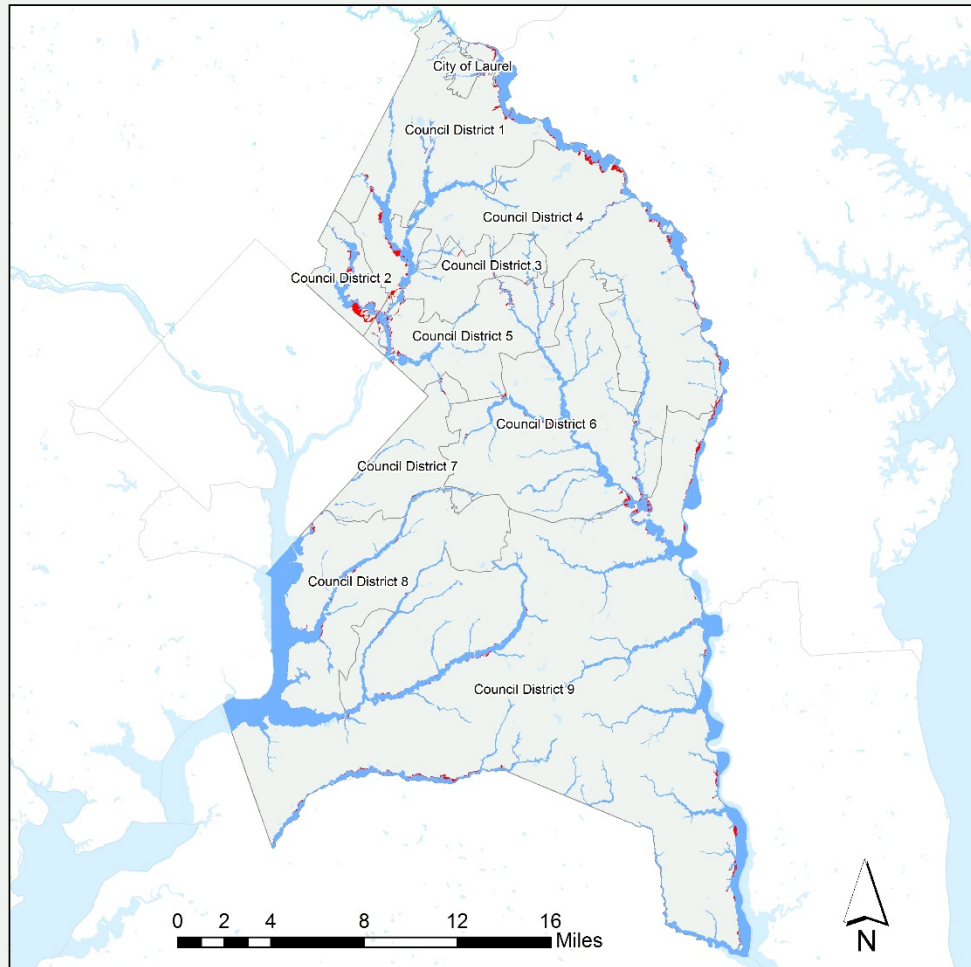 City of Laurel
Council District 1
Council District 4
Council District 3
Council District 2
Council District 5
Council District 6
Council District 7
Council District 8
Council District 9
0 2 4 8 12 16
Miles
N